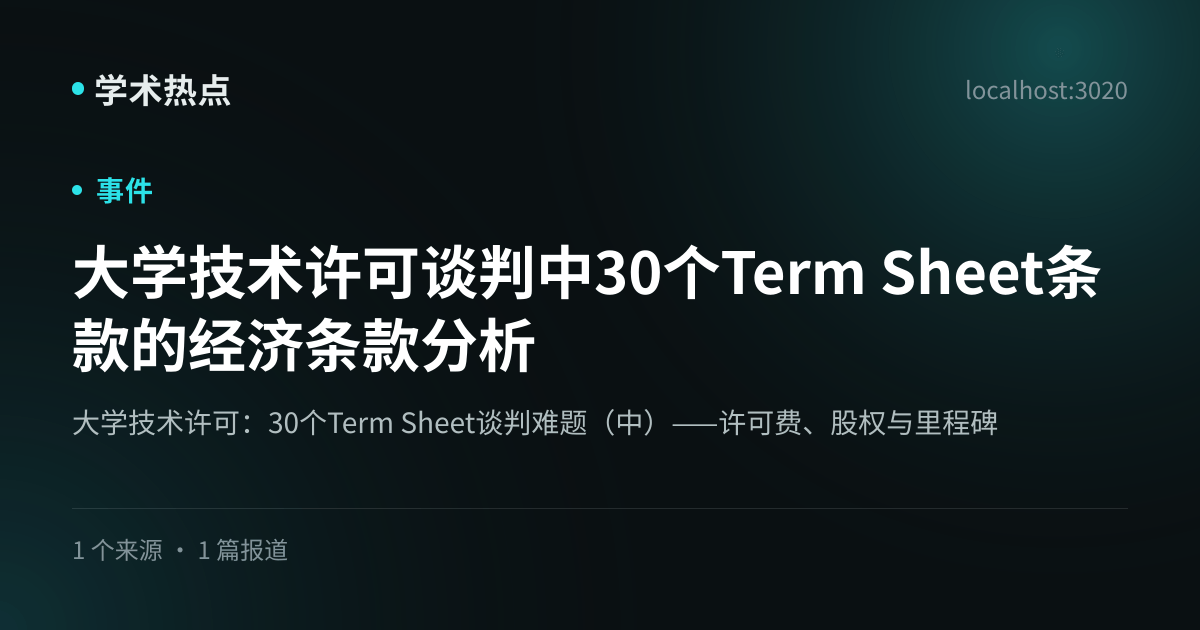 学术热点
localhost:3020
事件
大学技术许可谈判中30个Term Sheet条
款的经济条款分析
大学技术许可：30个Term Sheet谈判难题（中）——许可费、股权与里程碑
1 个来源 · 1 篇报道